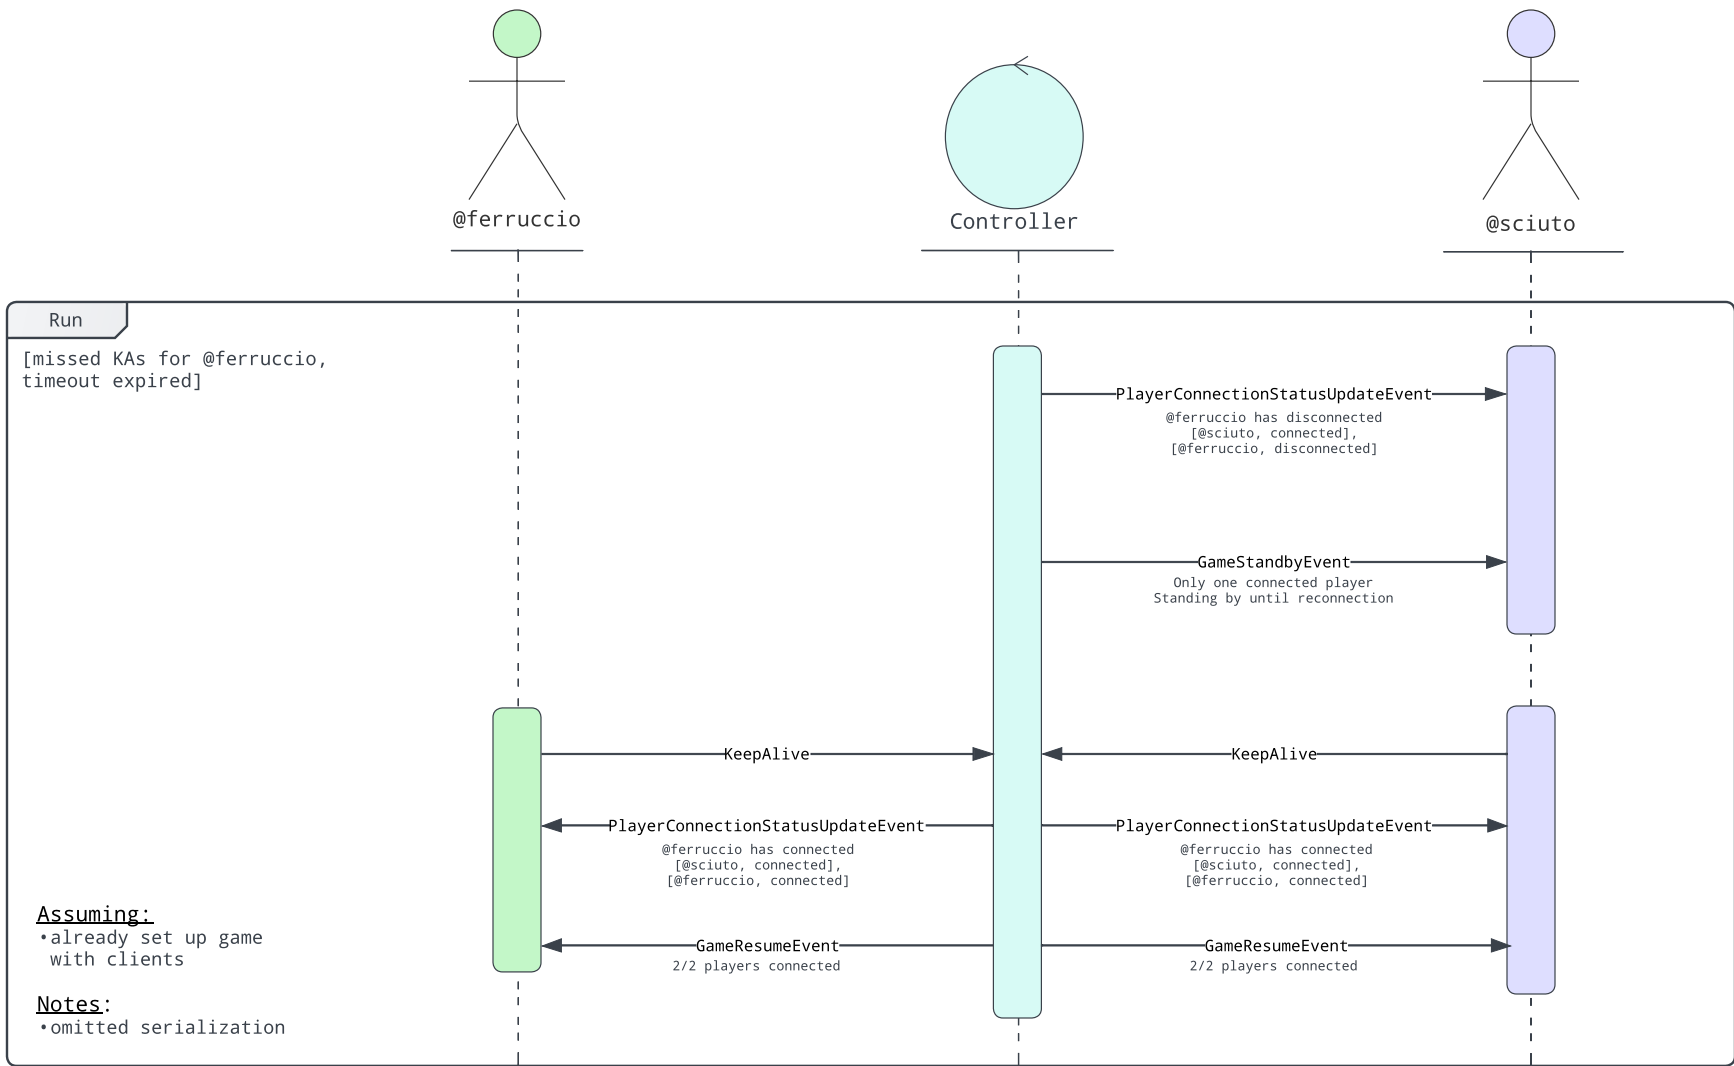 @ferruccio
Controller
@sciuto
Run
[missed KAs for @ferruccio,
timeout expired]
PlayerConnectionStatusUpdateEvent
@ferruccio has disconnected
[@sciuto, connected],
[@ferruccio, disconnected]
GameStandbyEvent
Only one connected player
Standing by until reconnection
KeepAlive
KeepAlive
PlayerConnectionStatusUpdateEvent
@ferruccio has connected
[@sciuto, connected],
[@ferruccio, connected]
PlayerConnectionStatusUpdateEvent
@ferruccio has connected
[@sciuto, connected],
[@ferruccio, connected]
GameResumeEvent
2/2 players connected
GameResumeEvent
2/2 players connected
Assuming:
•already set up game
with clients
Notes:
•omitted serialization